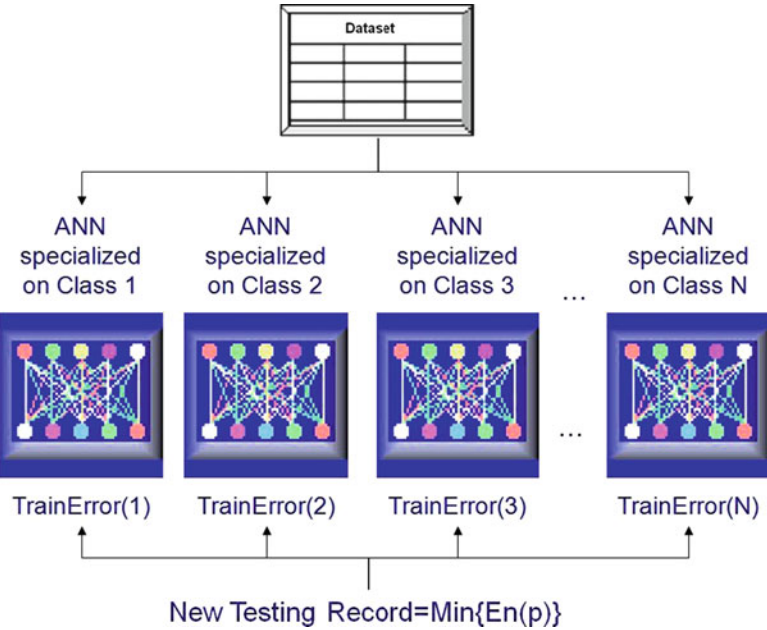 Dataset
ANN
specialized
on Class 1
ANN
specialized
on Class 2
ANN
specialized
on Class 3
...
ANN
specialized
on Class N
...
TrainError(1)
TrainError(2)
TrainError(3)
TrainError(N)
New Testing Record=Min{En(p)}